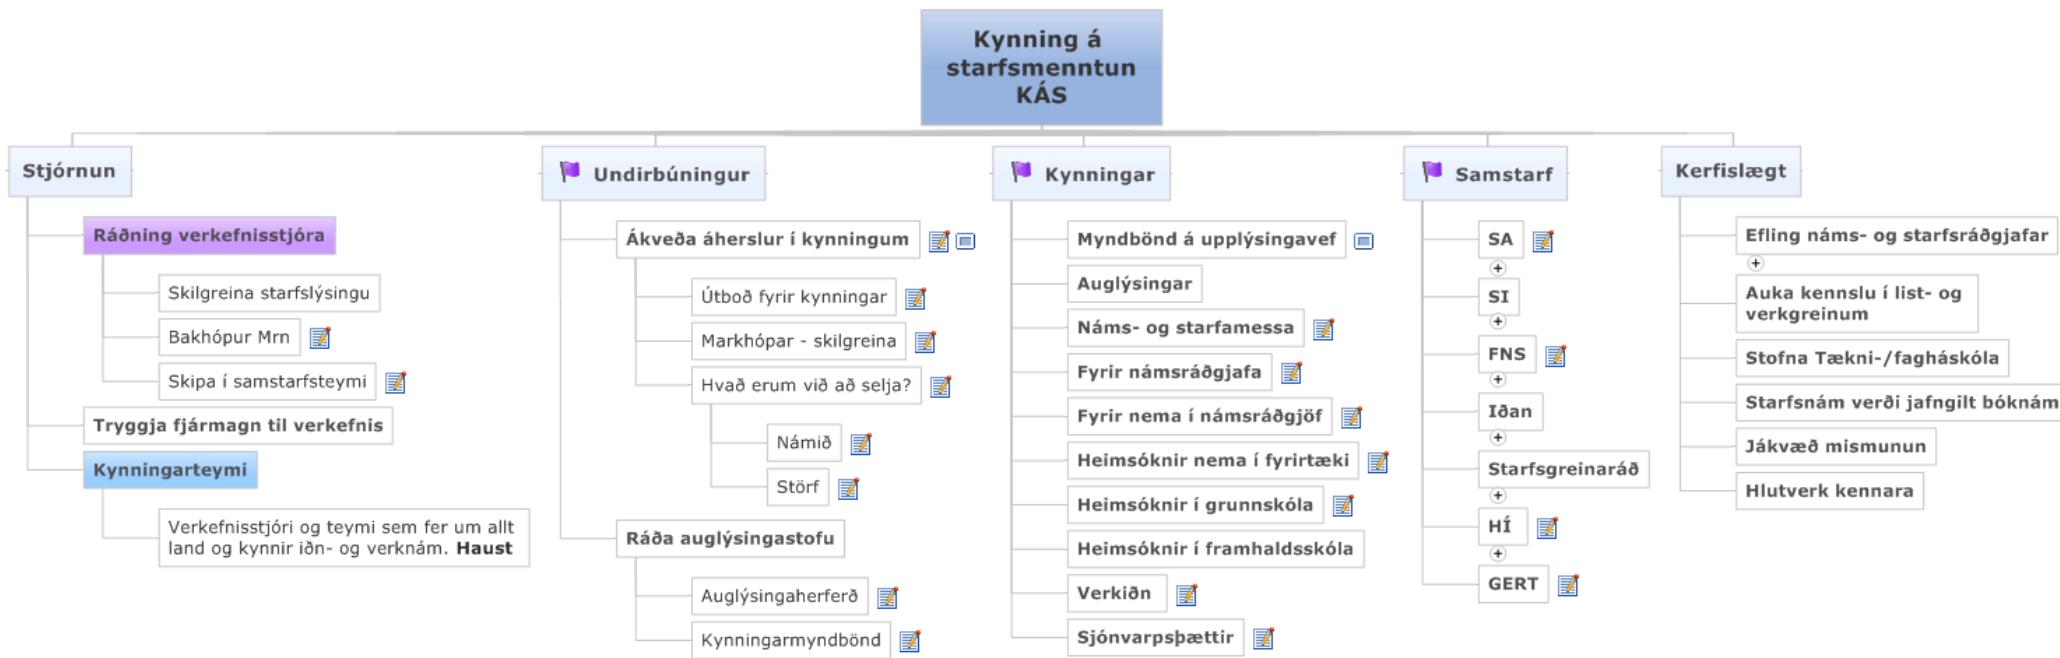 Kynning á
starfsmenntun
KÁS
Stjórnun
Ráðning verkefnisstjóra
Skilgreina starfslýsingu
Bakhópur Mrn
Skipa í samstarfsteymi
Tryggja fjármagn til verkefnis
Kynningarteymi
Verkefnisstjóri og teymi sem fer um allt
land og kynnir iðn- og verknám. Haust
Undirbúningur
Ákveða áherslur í kynningum
Útboð fyrir kynningar
Markhópar - skilgreina
Hvað erum við að selja?
Námið
Störf
Ráða auglýsingastofu
Auglýsingaherferð
Kynningarmyndbönd
Kynningar
Myndbönd á upplýsingavef
Auglýsingar
Náms- og starfamessa
Fyrir námsráðgjafa
Fyrir nema í námsráðgjöf
Heimsóknir nema í fyrirtæki
Heimsóknir í grunnskóla
Heimsóknir í framhaldsskóla
Verkiðn
Sjónvarpsþættir
Samstarf
SA
SI
FNS
Iðan
Starfsgreinaráð
HÍ
GERT
Kerfislægt
Efling náms- og starfsráðgjafar
Auka kennslu í list- og
verkgreinum
Stofna Tækni-/fagháskóla
Starfsnám verði jafngilt bóknám
Jákvæð mismunun
Hlutverk kennara